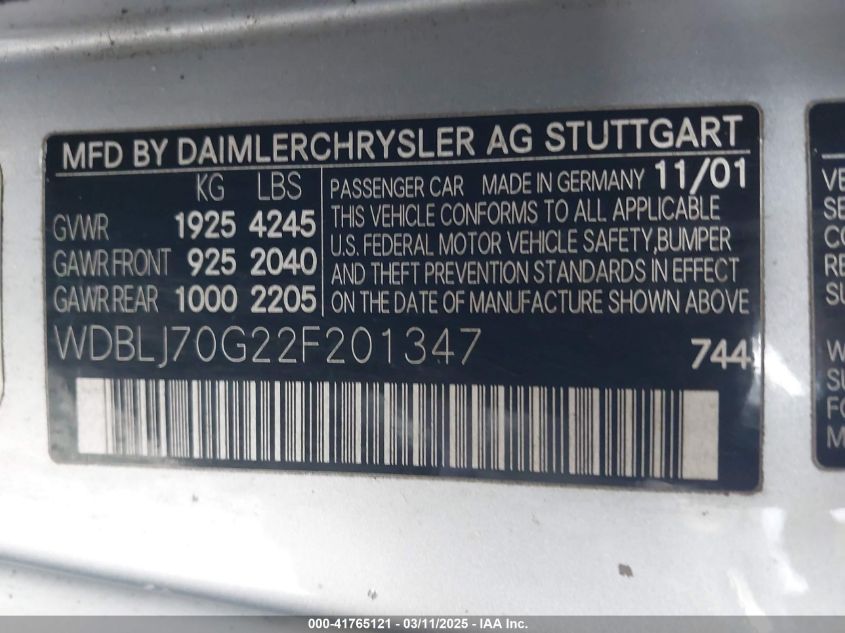 MFD BY DAIMLERCHRYSLER AG STUTTGART
KG LBS
GVWR 1925 4245
GAWR FRONT 925 2040
GAWR REAR 1000 2205
PASSENGER CAR MADE IN GERMANY 11/01
THIS VEHICLE CONFORMS TO ALL APPLICABLE
U.S. FEDERAL MOTOR VEHICLE SAFETY,BUMPER
AND THEFT PREVENTION STANDARDS IN EFFECT
ON THE DATE OF MANUFACTURE SHOWN ABOVE
WDBLJ70G22F201347 744
000-41765121 - 03/11/2025 - IAA Inc.